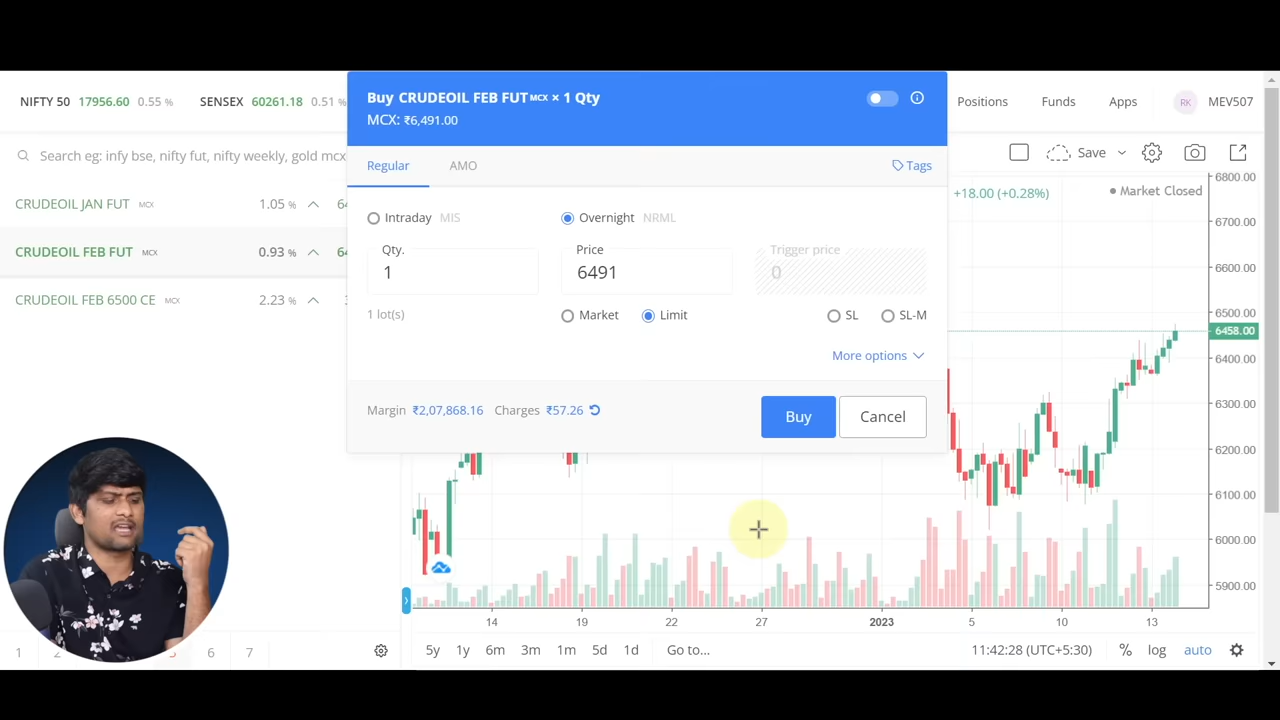 NIFTY 50 17956.60 0.55 % SENSEX 60261.18 0.51 %
Buy CRUDEOIL FEB FUT MCX × 1 Qty
MCX: ₹6,491.00
Positions Funds Apps RK MEV507
Search eg: infy bse, nifty fut, nifty weekly, gold mcx
Regular AMO Tags
Save
CRUDEOIL JAN FUT MCX 1.05 %
CRUDEOIL FEB FUT MCX 0.93 %
CRUDEOIL FEB 6500 CE MCX 2.23 %
Intraday MIS Overnight NRML
Qty. Price Trigger price
1 6491 0
1 lot(s) Market Limit SL SL-M
More options
Margin ₹2,07,868.16 Charges ₹57.26 Buy Cancel
+18.00 (+0.28%) Market Closed
6800.00
6700.00
6600.00
6500.00
6458.00
6400.00
6300.00
6200.00
6100.00
6000.00
5900.00
14 19 22 27 2023 5 10 13
1 2 5 6 7
5y 1y 6m 3m 1m 5d 1d Go to... 11:42:28 (UTC+5:30) % log auto